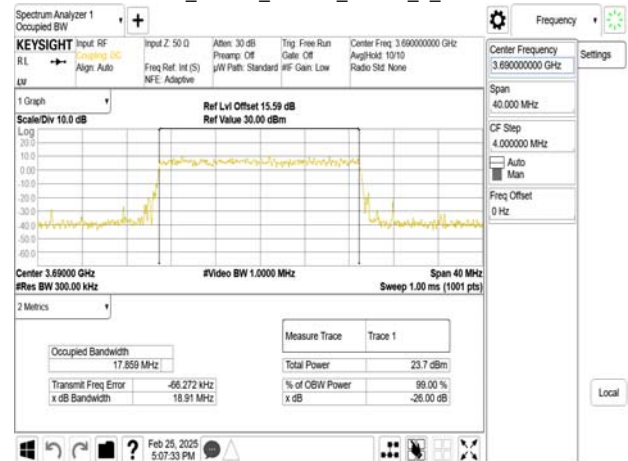 Spectrum Analyzer 1
Occupied BW
Frequency
KEYSIGHT
Input: RF
Input Z: 50 Ω
Atten: 30 dB
Trig: Free Run
Center Freq: 3.690000000 GHz
RL
Coupling: DC
Preamp: Off
Gate: Off
Avg|Hold: 10/10
Align: Auto
Freq Ref: Int (S)
µW Path: Standard
#IF Gain: Low
Radio Std: None
NFE: Adaptive
1 Graph
Ref Lvl Offset 15.59 dB
Scale/Div 10.0 dB
Ref Value 30.00 dBm
Log
20.0
10.0
0.00
-10.0
-20.0
-30.0
-40.0
-50.0
-60.0
Center 3.69000 GHz
#Video BW 1.0000 MHz
Span 40 MHz
#Res BW 300.00 kHz
Sweep 1.00 ms (1001 pts)
2 Metrics
Measure Trace
Trace 1
Occupied Bandwidth
17.859 MHz
Total Power
23.7 dBm
Transmit Freq Error
-66.272 kHz
% of OBW Power
99.00 %
x dB Bandwidth
18.91 MHz
x dB
-26.00 dB
Feb 25, 2025
5:07:33 PM
Center Frequency
3.690000000 GHz
Settings
Span
40.000 MHz
CF Step
4.000000 MHz
Auto
Man
Freq Offset
0 Hz
Local